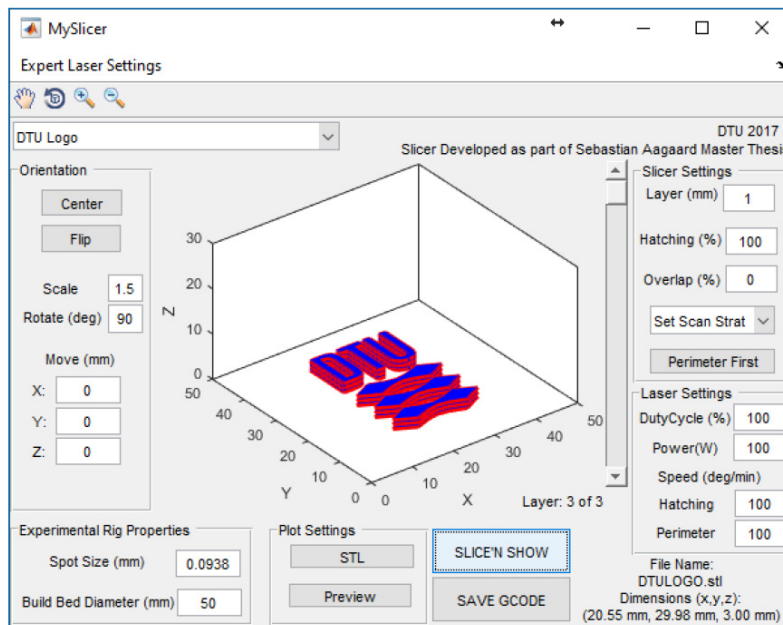 MySlicer
Expert Laser Settings
DTU Logo
DTU 2017
Slicer Developed as part of Sebastian Aagaard Master Thesis
Orientation
Center
Flip
Scale 1.5
Rotate (deg) 90
Move (mm)
X: 0
Y: 0
Z: 0
30
20
10
0
Z
50
40
30
20
10
0
Y
0
10
20
30
40
50
X
DTU
Layer: 3 of 3
Slicer Settings
Layer (mm) 1
Hatching (%) 100
Overlap (%) 0
Set Scan Strat
Perimeter First
Laser Settings
DutyCycle (%) 100
Power(W) 100
Speed (deg/min)
Hatching 100
Perimeter 100
Experimental Rig Properties
Spot Size (mm) 0.0938
Build Bed Diameter (mm) 50
Plot Settings
STL
Preview
SLICE'N SHOW
SAVE GCODE
File Name:
DTULOGO.stl
Dimensions (x,y,z):
(20.55 mm, 29.98 mm, 3.00 mm)